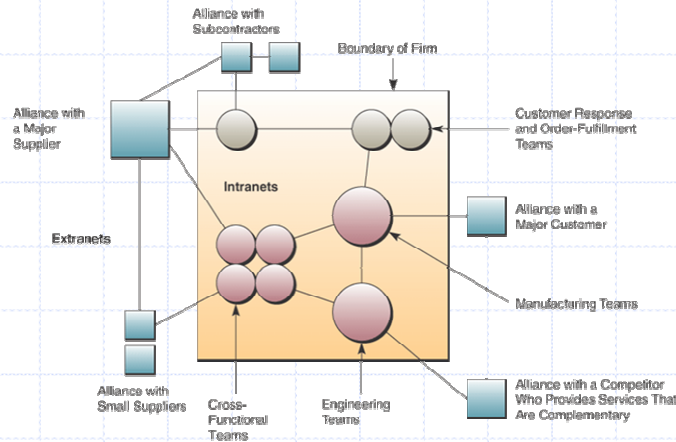 Alliance with
Subcontractors
Boundary of Firm
Alliance with
a Major
Supplier
Customer Response
and Order-Fulfillment
Teams
Intranets
Alliance with a
Major Customer
Extranets
Manufacturing Teams
Alliance with
Small Suppliers
Cross-
Functional
Teams
Engineering
Teams
Alliance with a Competitor
Who Provides Services That
Are Complementary